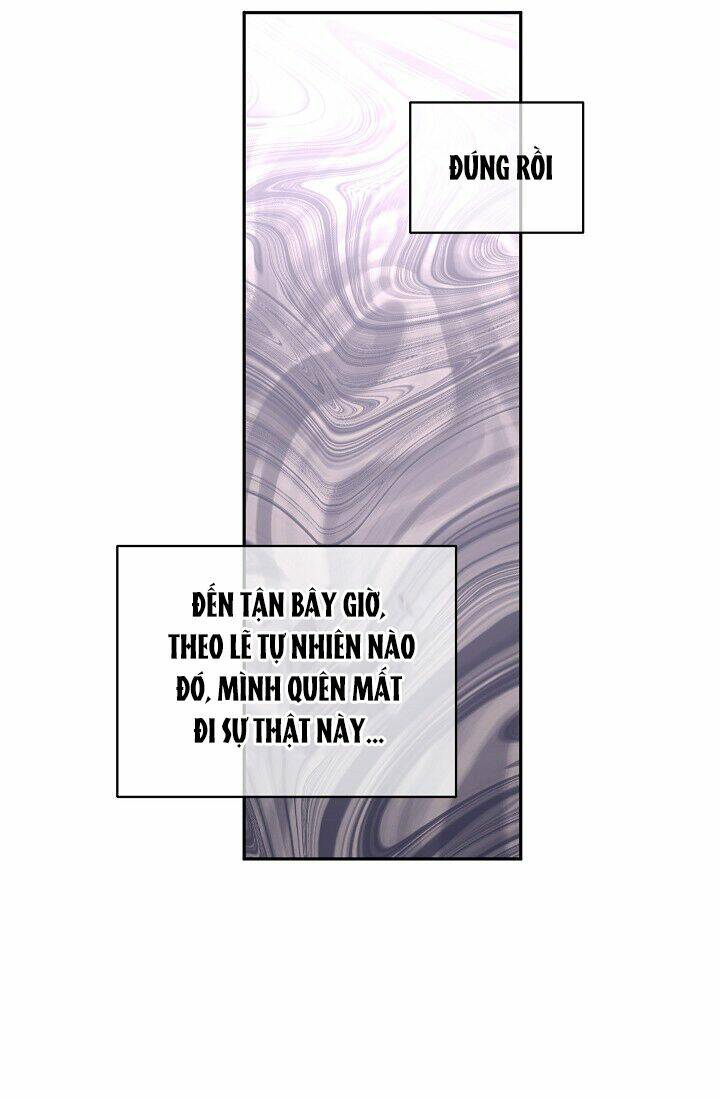 ĐÚNG RỒI
ĐẾN TẬN BÂY GIỜ,
THEO LẼ TỰ NHIÊN NÀO
ĐÓ, MÌNH QUÊN MẤT
ĐI SỰ THẬT NÀY...